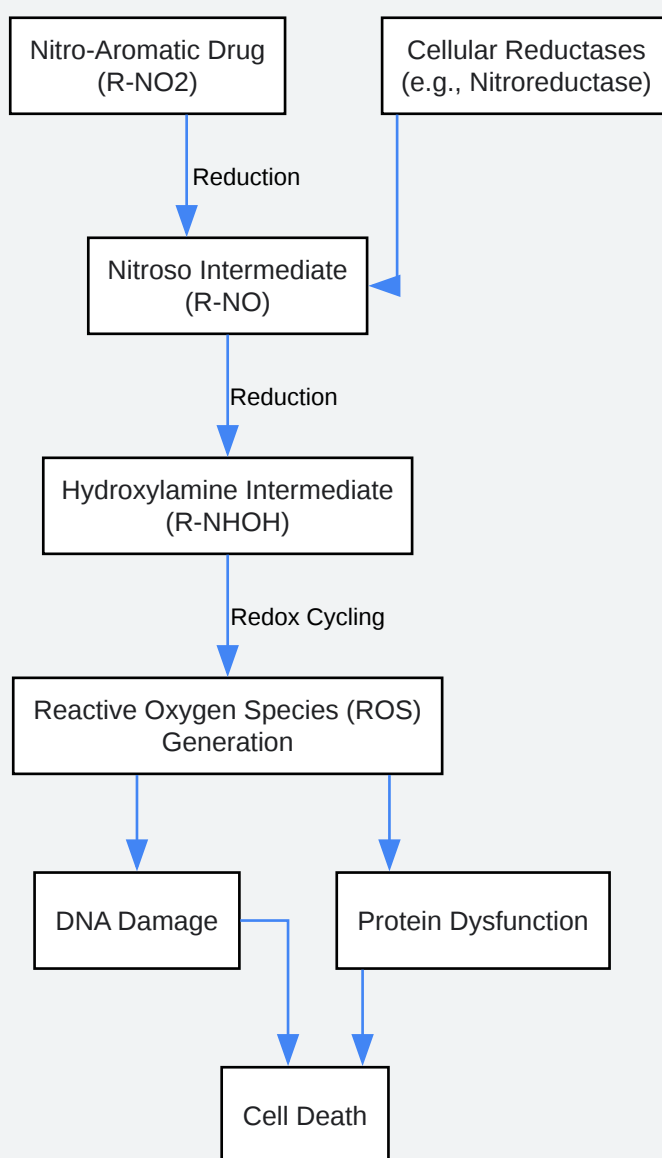 Nitro-Aromatic Drug
(R-NO2)
Cellular Reductases
(e.g., Nitroreductase)
Reduction
Nitroso Intermediate
(R-NO)
Reduction
Hydroxylamine Intermediate
(R-NHOH)
Redox Cycling
Reactive Oxygen Species (ROS)
Generation
DNA Damage
Protein Dysfunction
Cell Death